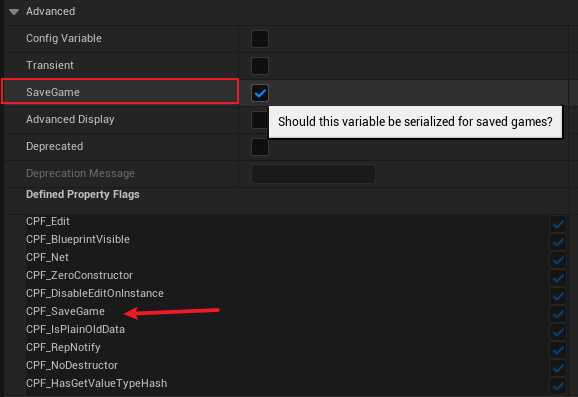 Advanced
Config Variable
Transient
SaveGame
Should this variable be serialized for saved games?
Advanced Display
Deprecated
Deprecation Message
Defined Property Flags
CPF_Edit
CPF_BlueprintVisible
CPF_Net
CPF_ZeroConstructor
CPF_DisableEditOnInstance
CPF_SaveGame
CPF_IsPlainOldData
CPF_RepNotify
CPF_NoDestructor
CPF_HasGetValueTypeHash